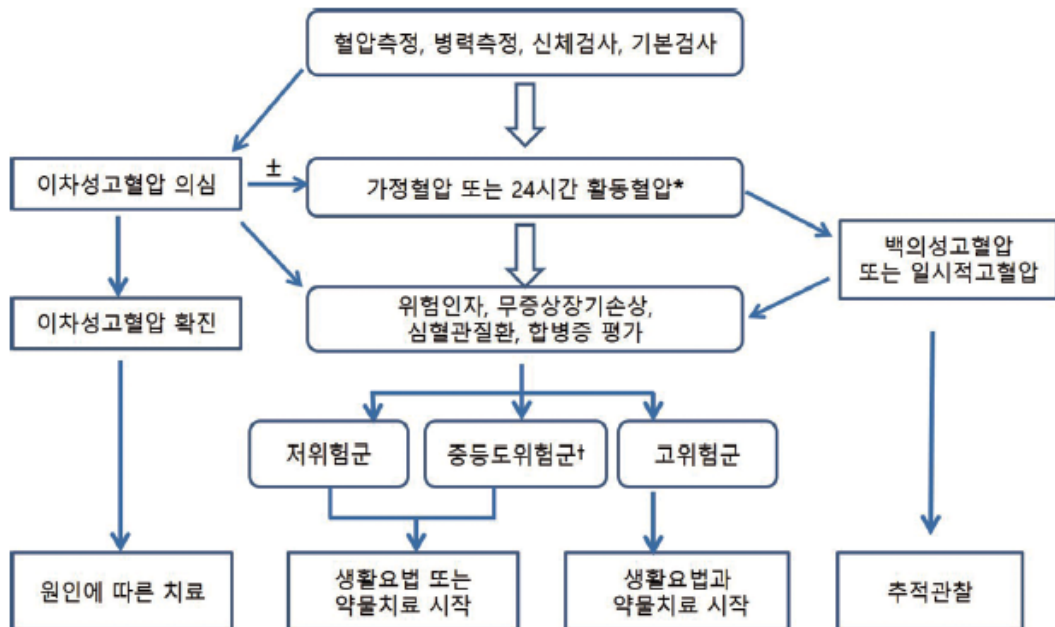 혈압측정, 병력측정, 신체검사, 기본검사
이차성고혈압 의심
±
가정혈압 또는 24시간 활동혈압*
백의성고혈압
또는 일시적고혈압
이차성고혈압 확진
위험인자, 무증상장기손상,
심혈관질환, 합병증 평가
저위험군
중등도위험군†
고위험군
원인에 따른 치료
생활요법 또는
약물치료 시작
생활요법과
약물치료 시작
추적관찰